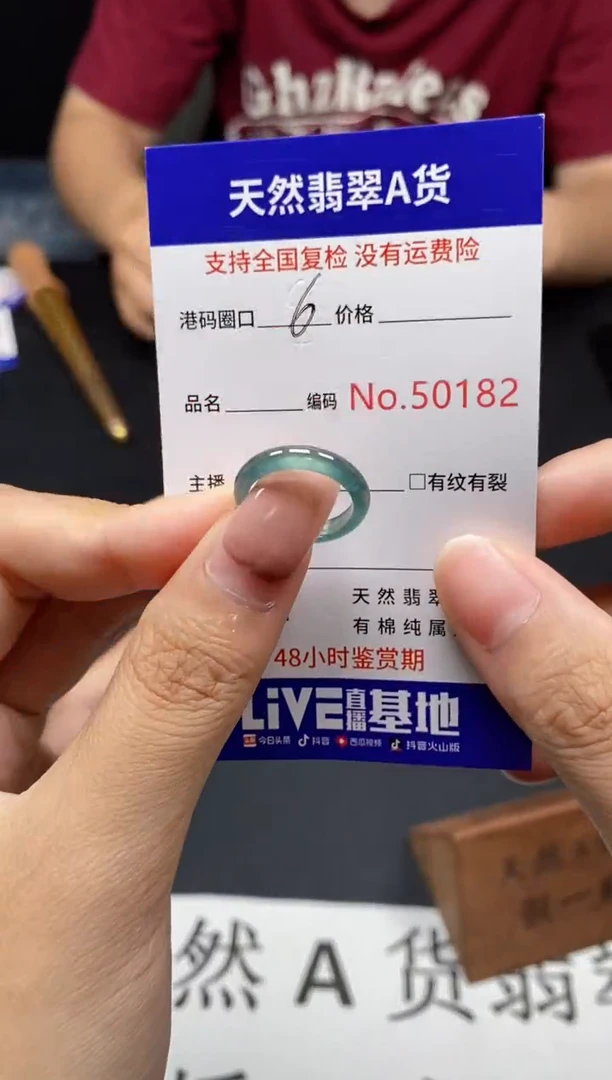 天然翡翠A货
支持全国复检 没有运费险
港码圈口 6 价格
品名 编码 No.50182
主播 □有纹有裂
天然翡翠
有棉纯属
48小时鉴赏期
LiVE直播基地
今日头条 抖音 西瓜视频 抖音火山版
然A货翡翠